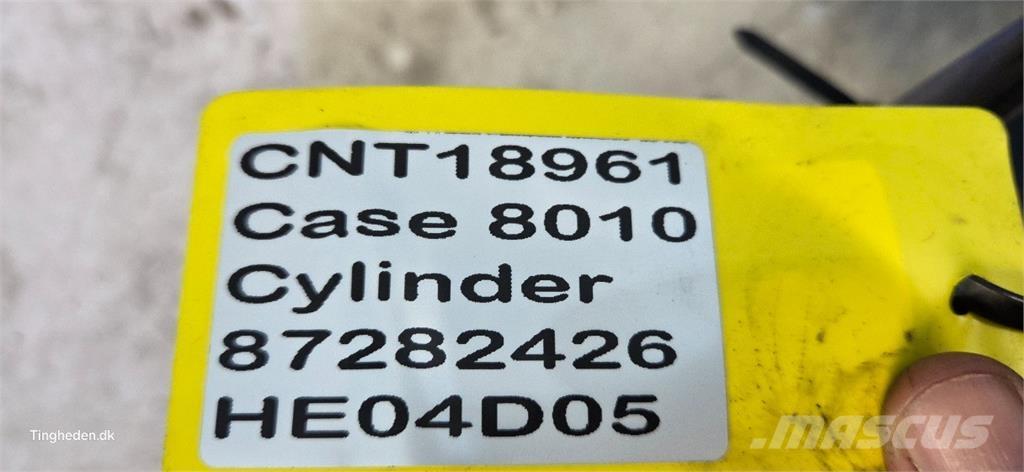 CNT18961
Case 8010
Cylinder
87282426
HE04D05
Tingheden.dk
MASCUS